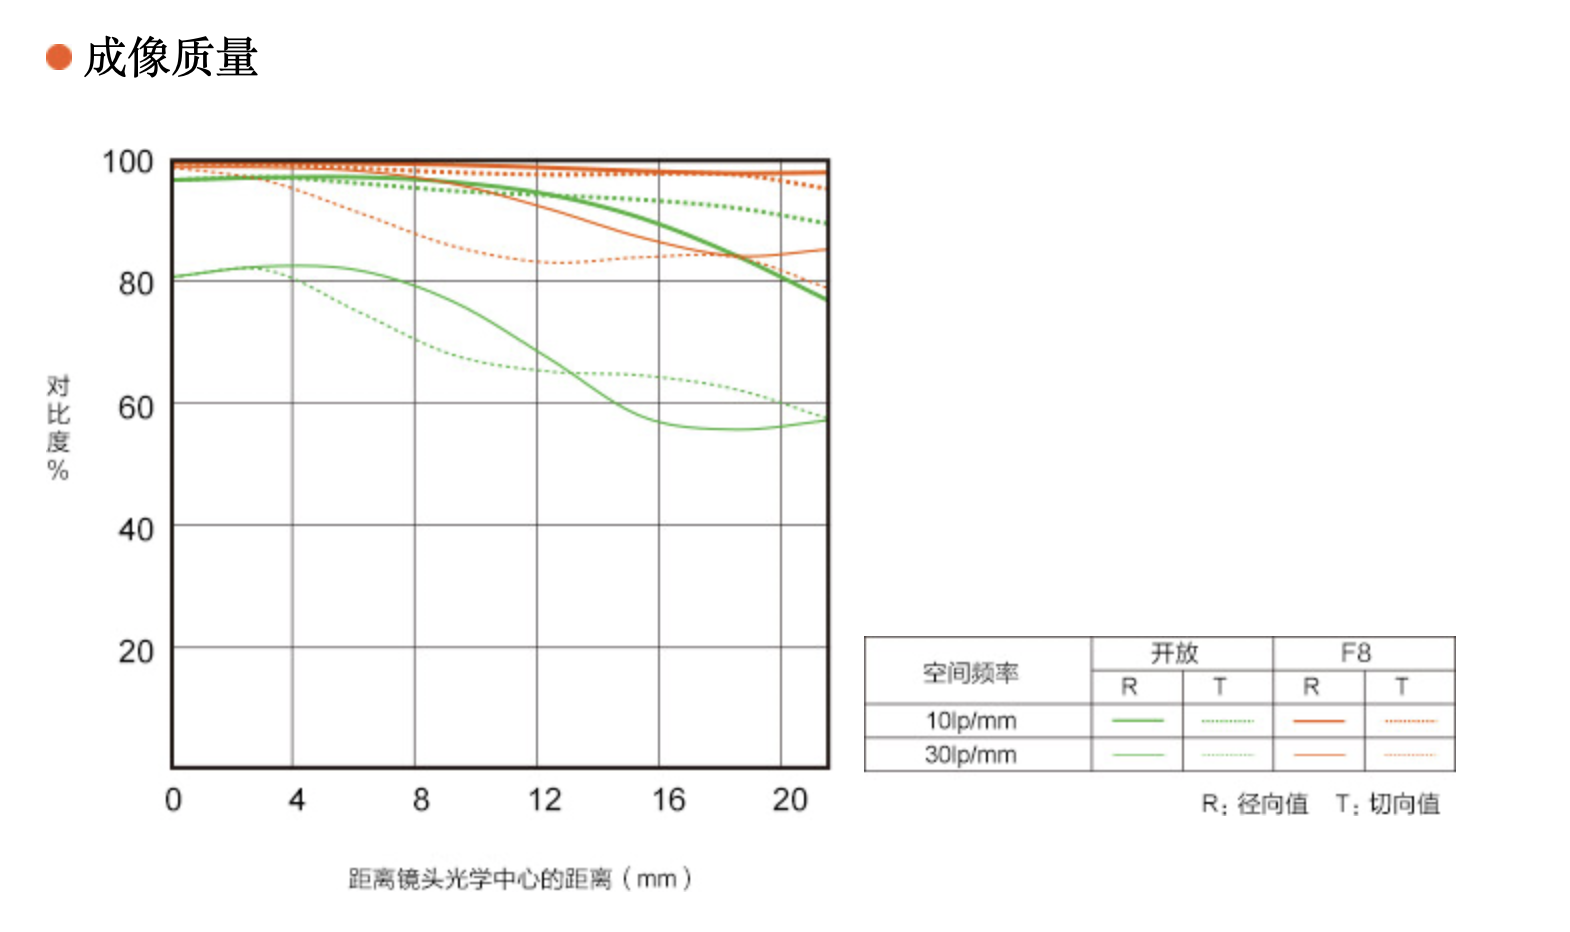 成像质量
100
80
60
40
20
对比度%
0 4 8 12 16 20
距离镜头光学中心的距离（mm）
空间频率 开放 F8
R T R T
10lp/mm
30lp/mm
R：径向值 T：切向值